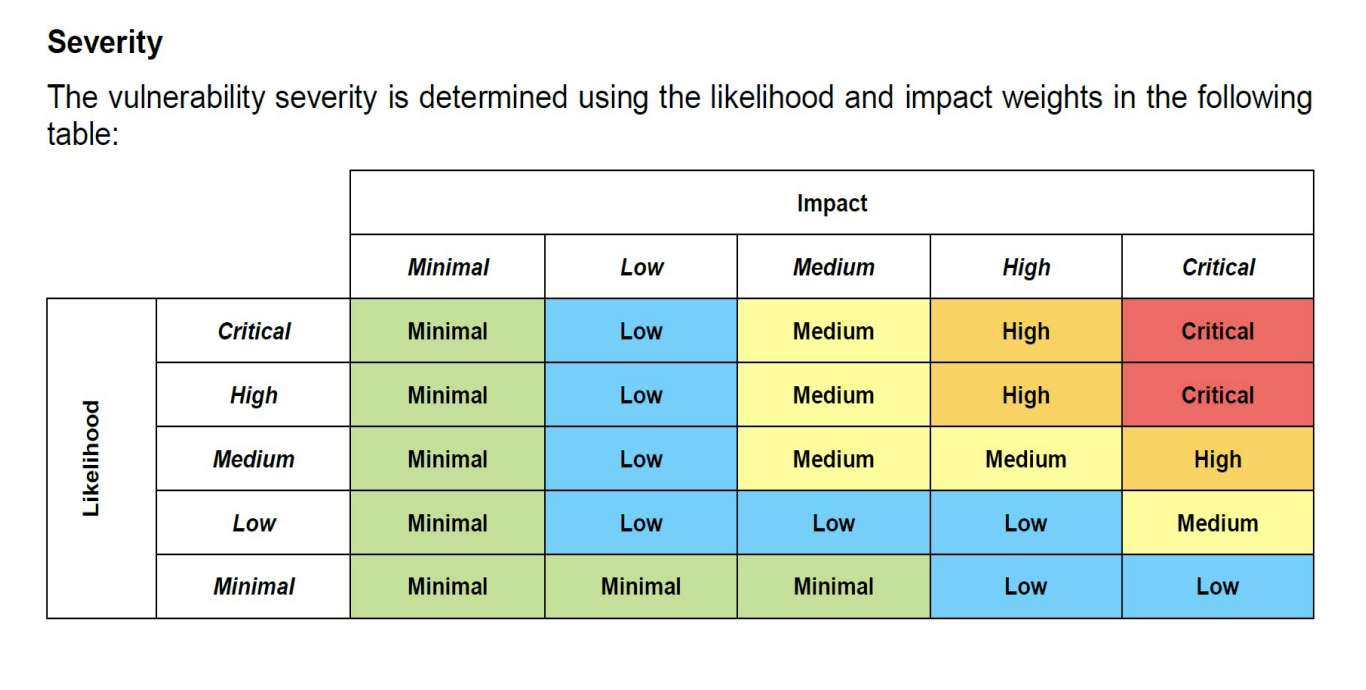 Severity
The vulnerability severity is determined using the likelihood and impact weights in the following
table:
Impact
Minimal Low Medium High Critical
Likelihood
Critical Minimal Low Medium High Critical
High Minimal Low Medium High Critical
Medium Minimal Low Medium Medium High
Low Minimal Low Low Low Medium
Minimal Minimal Minimal Minimal Low Low